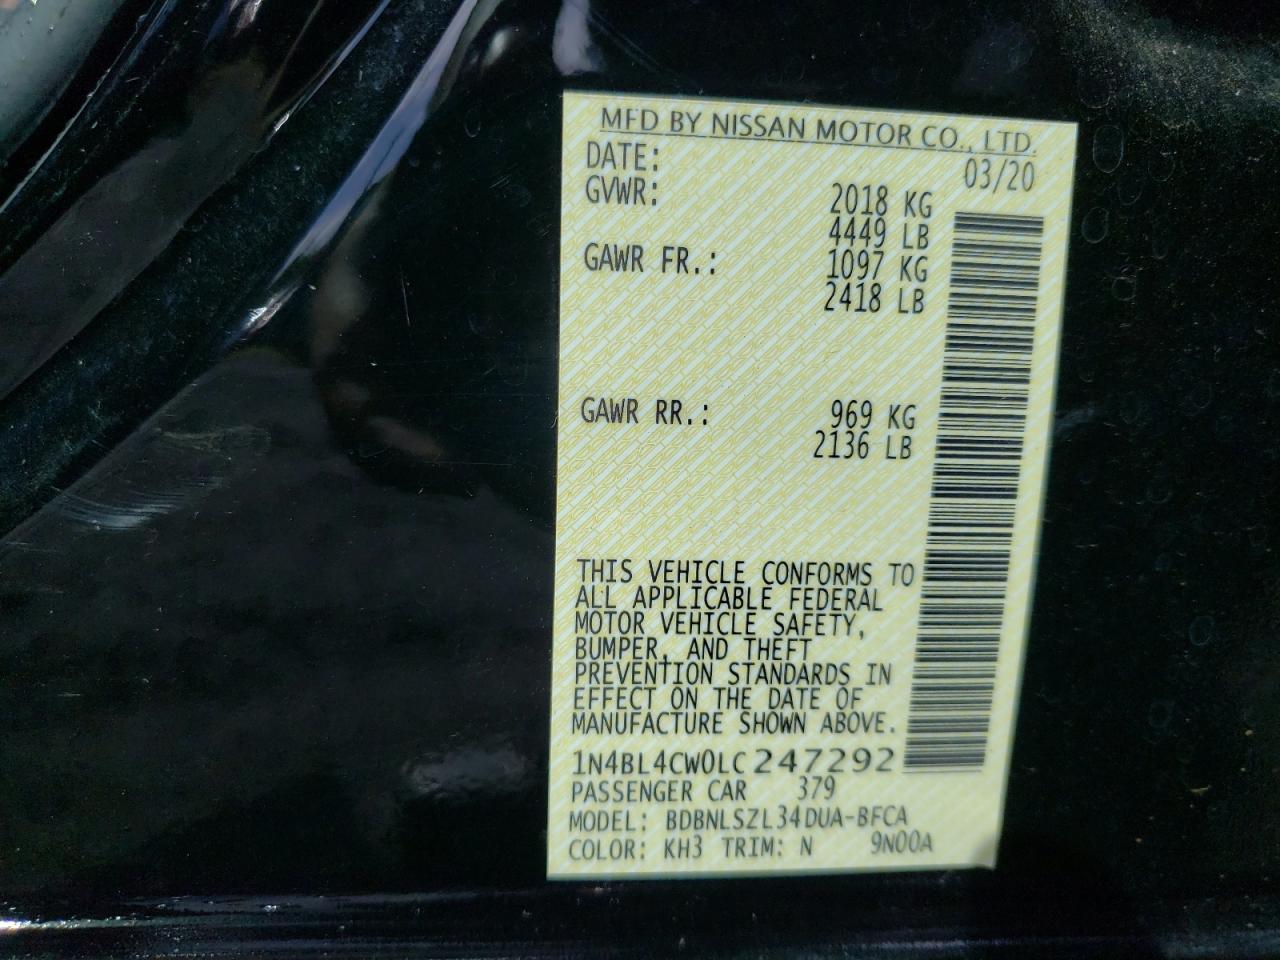 MFD BY NISSAN MOTOR CO., LTD.
DATE: 03/20
GVWR: 2018 KG
4449 LB
GAWR FR.: 1097 KG
2418 LB
GAWR RR.: 969 KG
2136 LB
THIS VEHICLE CONFORMS TO
ALL APPLICABLE FEDERAL
MOTOR VEHICLE SAFETY,
BUMPER, AND THEFT
PREVENTION STANDARDS IN
EFFECT ON THE DATE OF
MANUFACTURE SHOWN ABOVE.
1N4BL4CW0LC247292
PASSENGER CAR 379
MODEL: BDBNLSZL34DUA-BFCA
COLOR: KH3 TRIM: N 9N00A